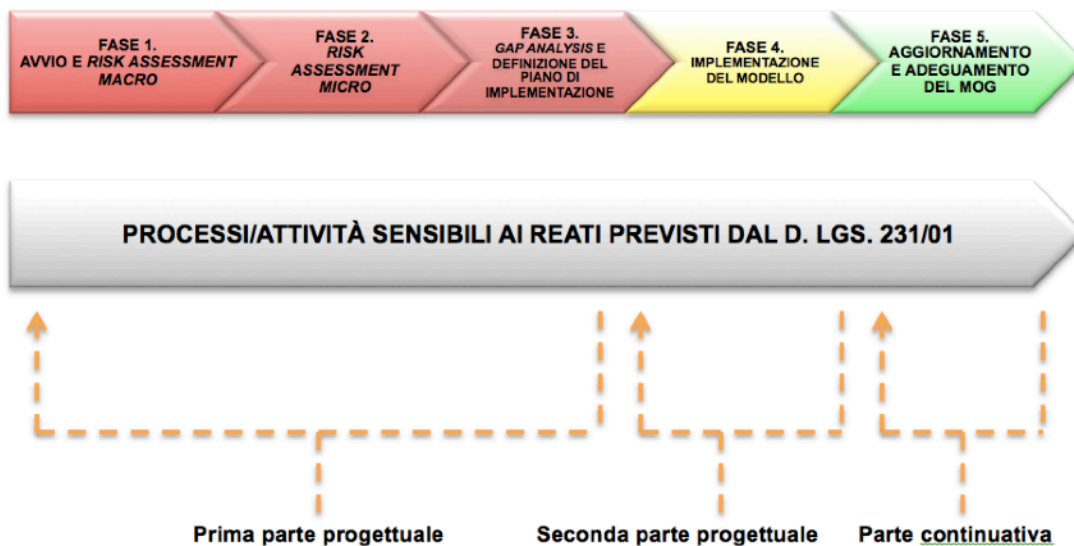 FASE 1.
AVVIO E RISK ASSESSMENT
MACRO
FASE 2.
RISK
ASSESSMENT
MICRO
FASE 3.
GAP ANALYSIS E
DEFINIZIONE DEL
PIANO DI
IMPLEMENTAZIONE
FASE 4.
IMPLEMENTAZIONE
DEL MODELLO
FASE 5.
AGGIORNAMENTO
E ADEGUAMENTO
DEL MOG
PROCESSI/ATTIVITÀ SENSIBILI AI REATI PREVISTI DAL D. LGS. 231/01
Prima parte progettuale
Seconda parte progettuale
Parte continuativa